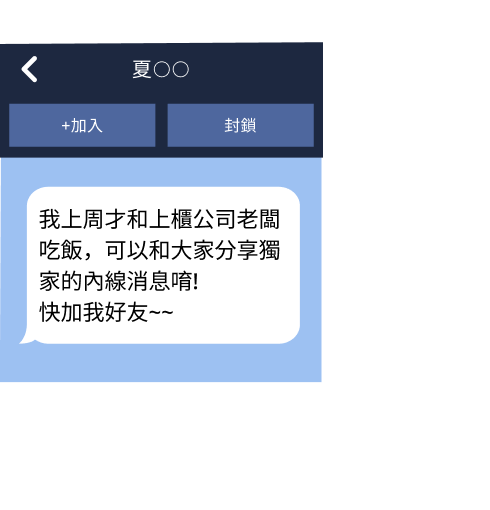 夏○○
+加入
封鎖
我上周才和上櫃公司老闆
吃飯，可以和大家分享獨
家的內線消息唷!
快加我好友~~